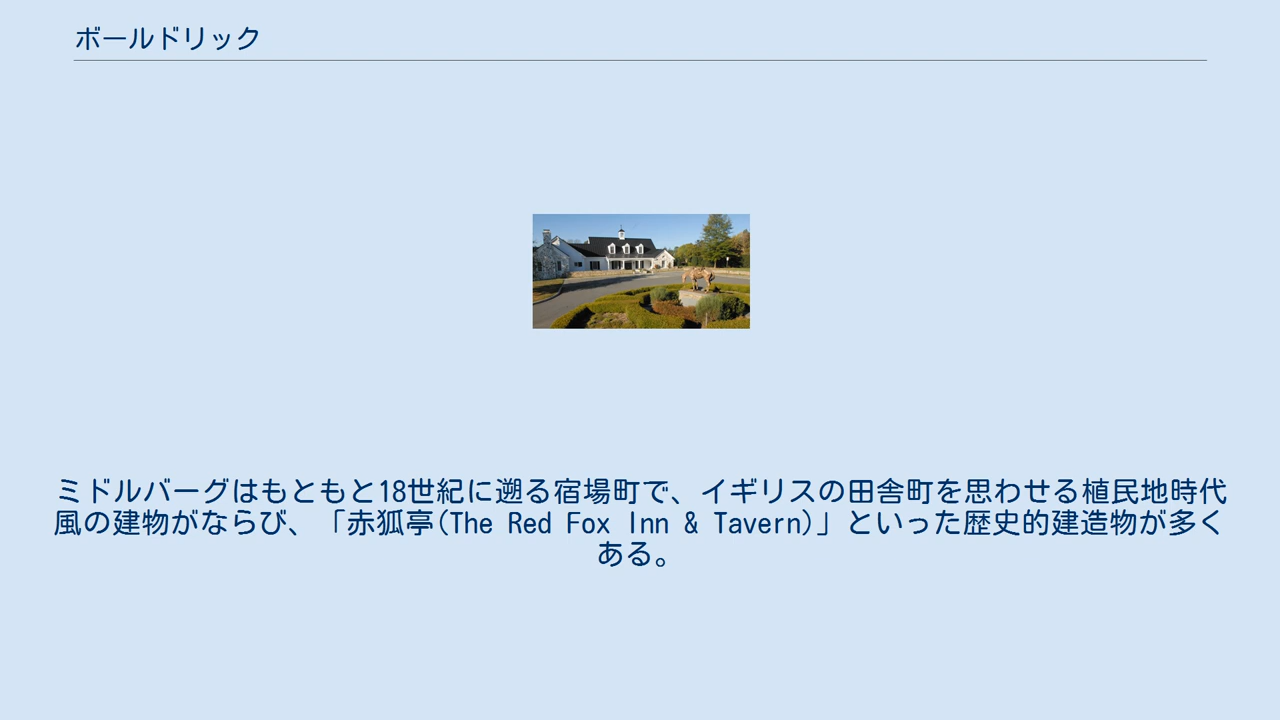 ボールドリック
ミドルバーグはもともと18世紀に遡る宿場町で、イギリスの田舎町を思わせる植民地時代
風の建物がならび、「赤狐亭(The Red Fox Inn & Tavern)」といった歴史的建造物が多く
ある。